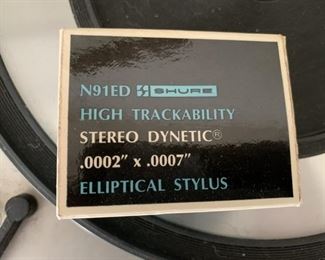 N91ED SHURE
HIGH TRACKABILITY
STEREO DYNETIC®
.0002" x .0007"
ELLIPTICAL STYLUS